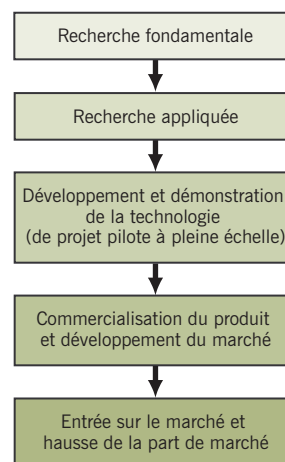 Recherche fondamentale
Recherche appliquée
Développement et démonstration
de la technologie
(de projet pilote à pleine échelle)
Commercialisation du produit
et développement du marché
Entrée sur le marché et
hausse de la part de marché